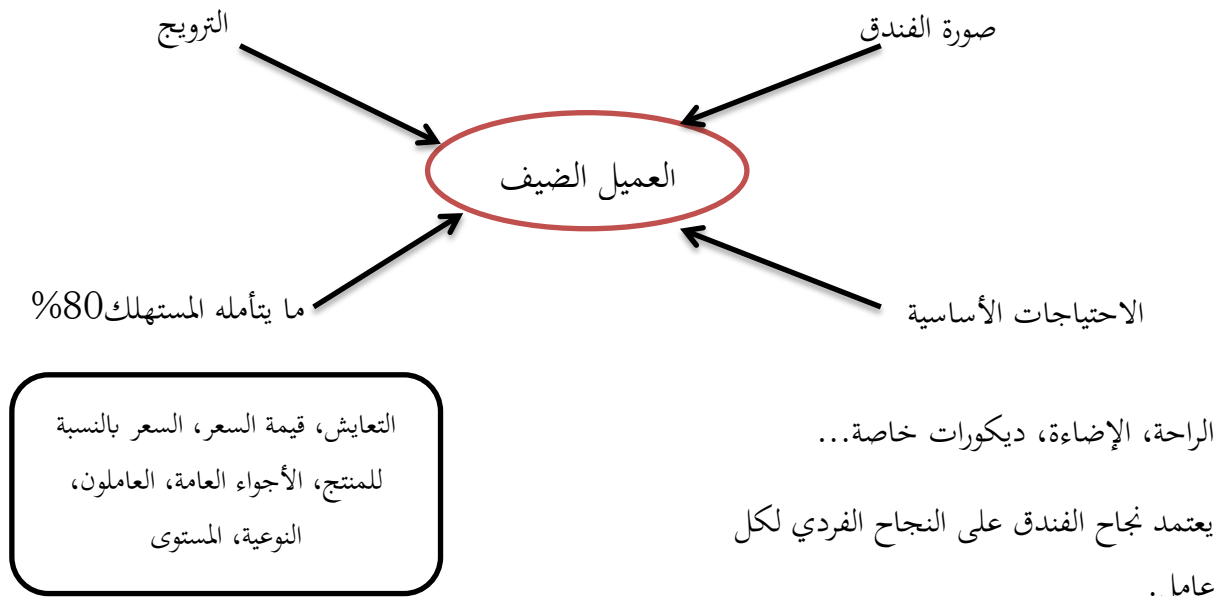 صورة الفندق
الترويج
العميل الضيف
الاحتياجات الأساسية
ما يتأمله المستهلك80%
الراحة، الإضاءة، ديكورات خاصة...
يعتمد نجاح الفندق على النجاح الفردي لكل
عامل.
التعايش، قيمة السعر، السعر بالنسبة
للمنتج، الأجواء العامة، العاملون،
النوعية، المستوى